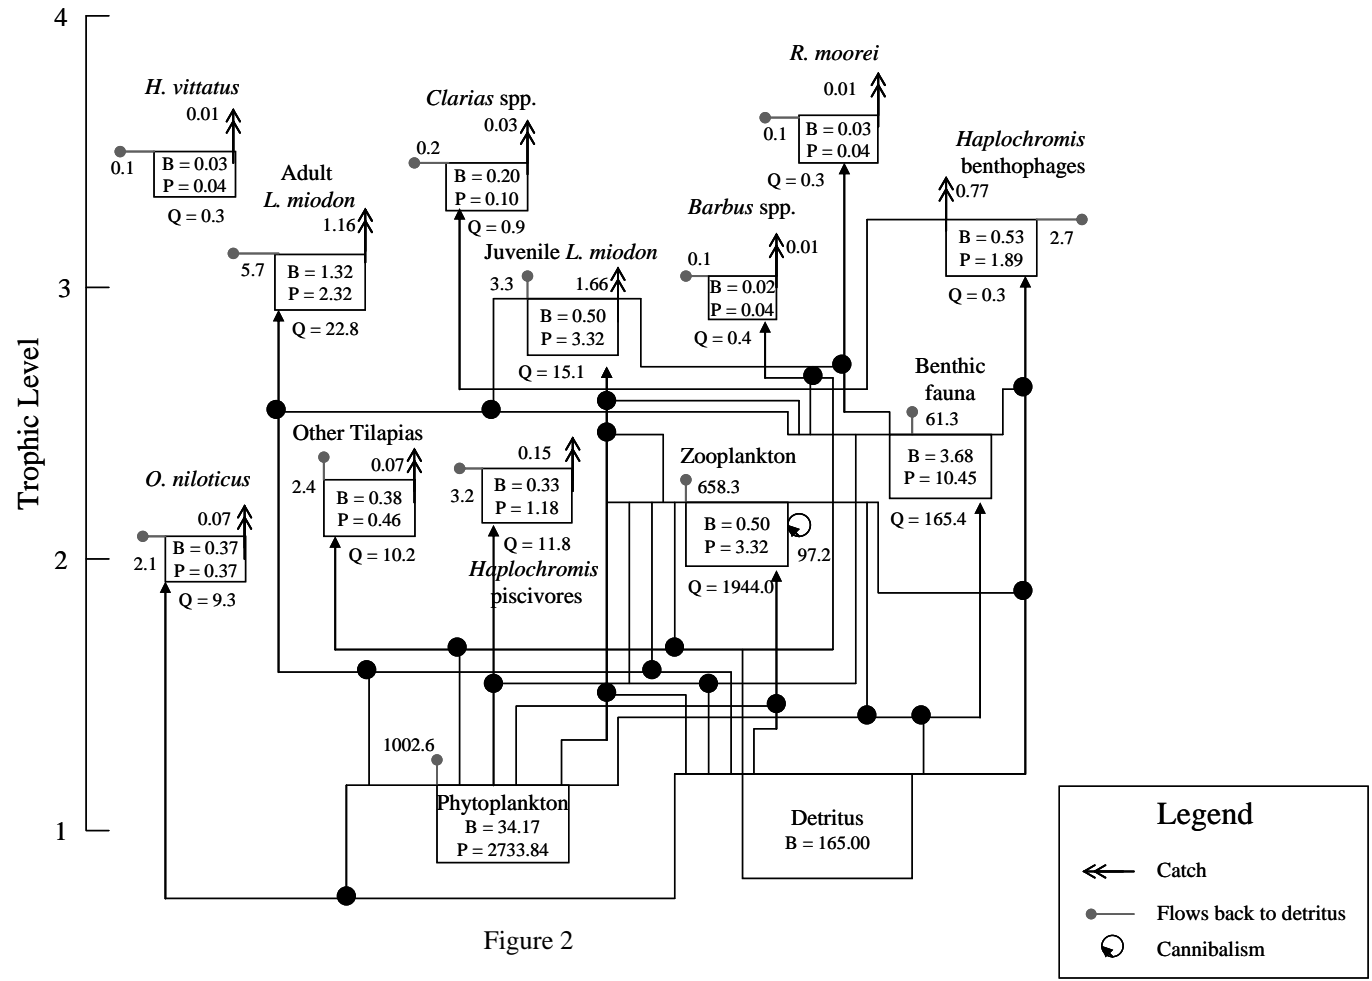 4
3
2
1
Trophic Level
H. vittatus
0.01
0.1
B = 0.03
P = 0.04
Q = 0.3
Adult
L. miodon
1.16
5.7
B = 1.32
P = 2.32
Q = 22.8
Clarias spp.
0.03
0.2
B = 0.20
P = 0.10
Q = 0.9
Juvenile L. miodon
3.3
1.66
B = 0.50
P = 3.32
Q = 15.1
R. moorei
0.01
0.1
B = 0.03
P = 0.04
Q = 0.3
Barbus spp.
0.1
0.01
B = 0.02
P = 0.04
Q = 0.4
Haplochromis
benthophages
0.77
2.7
B = 0.53
P = 1.89
Q = 0.3
Benthic
fauna
61.3
B = 3.68
P = 10.45
Q = 165.4
O. niloticus
0.07
2.1
B = 0.37
P = 0.37
Q = 9.3
Other Tilapias
0.07
2.4
B = 0.38
P = 0.46
Q = 10.2
0.15
3.2
B = 0.33
P = 1.18
Q = 11.8
Haplochromis
piscivores
Zooplankton
658.3
B = 0.50
P = 3.32
97.2
Q = 1944.0
1002.6
Phytoplankton
B = 34.17
P = 2733.84
Detritus
B = 165.00
Legend
Catch
Flows back to detritus
Cannibalism
Figure 2